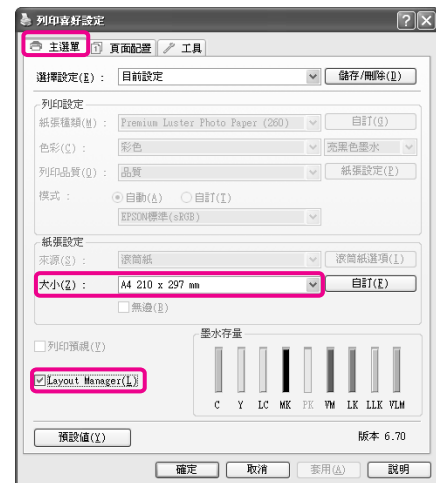 列印喜好設定
主選單 頁面配置 工具
選擇設定(E)： 目前設定 儲存/刪除(D)
列印設定
紙張種類(M)： Premium Luster Photo Paper (260) 自訂(O)
色彩(C)： 彩色 亮黑色墨水
列印品質(Q)： 品質 紙張設定(P)
模式： 自動(A) 自訂(T)
EPSON標準(sRGB)
紙張設定
來源(S)： 滾筒紙 滾筒紙選項(I)
大小(Z)： A4 210 x 297 mm 自訂(F)
無邊(B)
墨水存量
列印預視(V)
Layout Manager(L)
C Y LC MK PK VM LK LLK VLM
預設值(Y) 版本 6.70
確定 取消 套用(A) 說明